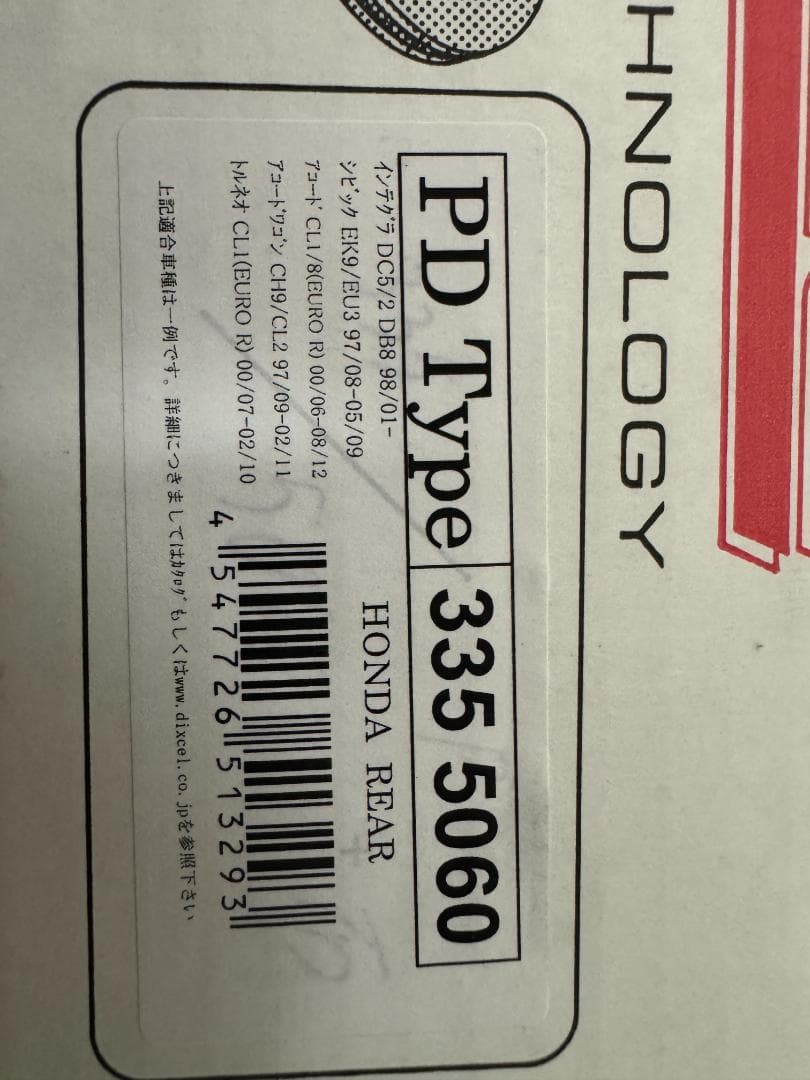 HNOLOGY
PD Type 335 5060
インテグラ DC5/2 DB8 98/01-
シビック EK9/EU3 97/08-05/09
アコード CL1/8(EURO R) 00/06-08/12
アコードワゴン CH9/CL2 97/09-02/11
トルネオ CL1(EURO R) 00/07-02/10
HONDA REAR
4 547726 513293
上記適合車種は一例です。詳細につきましてはカタログもしくはwww.dixcel.co.jpを参照下さい